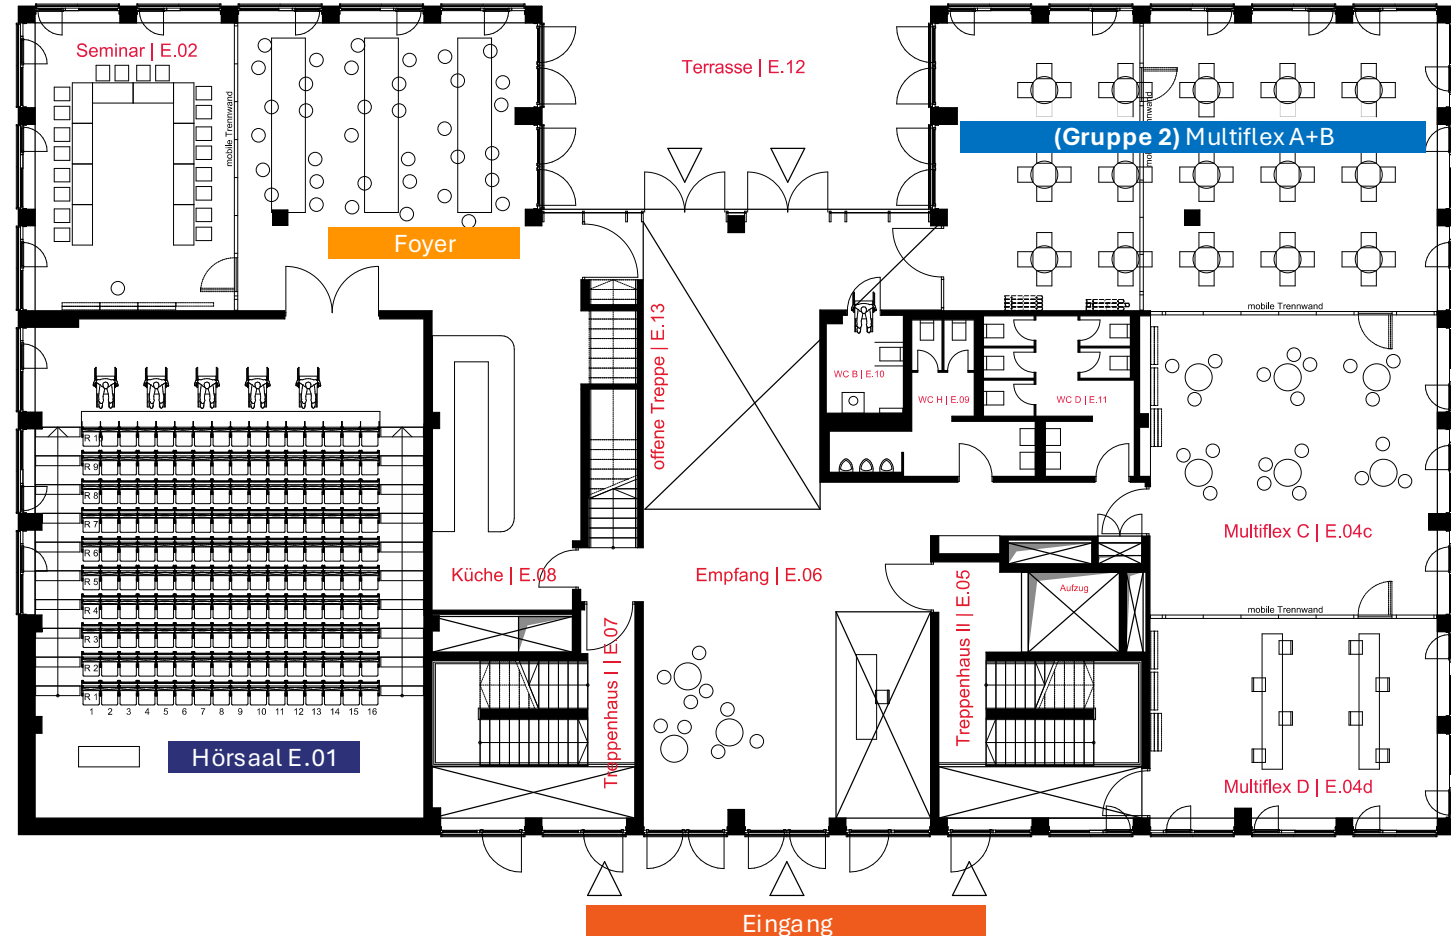 Seminar | E.02
Terrasse | E.12
(Gruppe 2) Multiflex A+B
mobile Trennwand
Foyer
mobile Trennwand
offene Treppe | E.13
WC B | E.10
WC H | E.09
WC D | E.11
R 10
R 9
R 8
R 7
R 6
R 5
R 4
R 3
R 2
R 1
1 2 3 4 5 6 7 8 9 10 11 12 13 14 15 16
Multiflex C | E.04c
Küche | E.08
Empfang | E.06
Treppenhaus II | E.05
Aufzug
mobile Trennwand
Treppenhaus I | E.07
Hörsaal E.01
Multiflex D | E.04d
Eingang